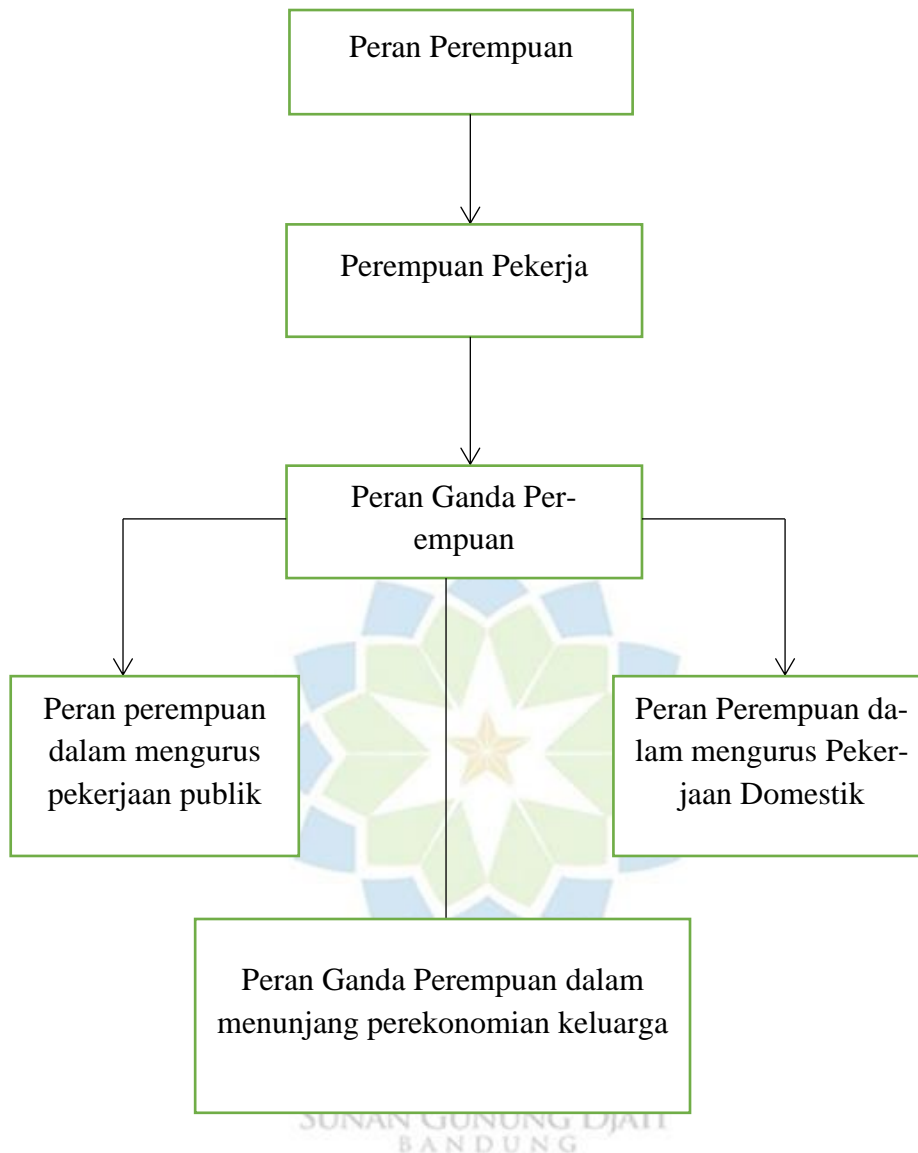 Peran Perempuan
Perempuan Pekerja
Peran Ganda Per-
empuan
Peran perempuan
dalam mengurus
pekerjaan publik
Peran Perempuan da-
lam mengurus Peker-
jaan Domestik
Peran Ganda Perempuan dalam
menunjang perekonomian keluarga
SUNAN GUNUNG DJATI
BANDUNG